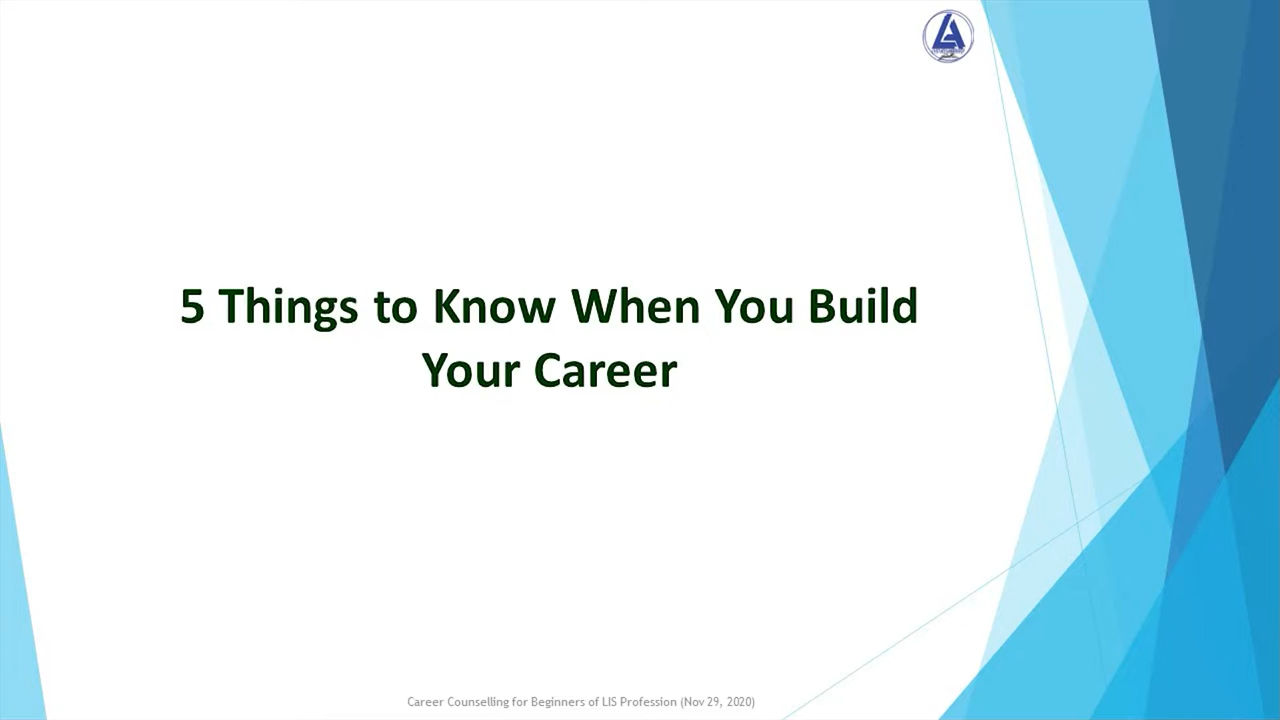 5 Things to Know When You Build
Your Career
Career Counselling for Beginners of LIS Profession (Nov 29, 2020)